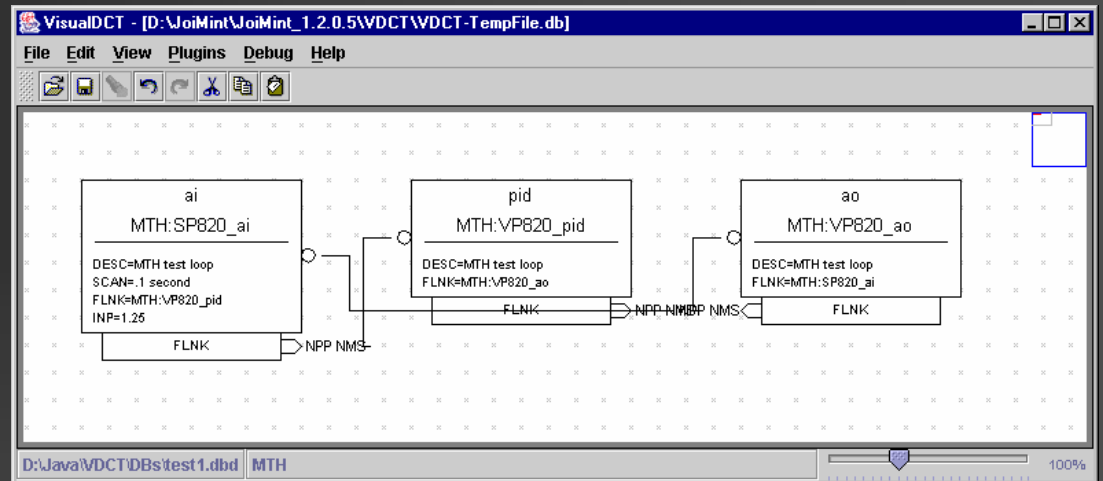 VisualDCT - [D:\JoiMint\JoiMint_1.2.0.5\VDCT\VDCT-TempFile.db]
File Edit View Plugins Debug Help
ai
MTH:SP820_ai
DESC=MTH test loop
SCAN=.1 second
FLNK=MTH:VP820_pid
INP=1.25
FLNK
NPP NMS
pid
MTH:VP820_pid
DESC=MTH test loop
FLNK=MTH:VP820_ao
FLNK
NPP
NMS
ao
MTH:VP820_ao
DESC=MTH test loop
FLNK=MTH:SP820_ai
FLNK
D:\Java\VDCT\DBs\test1.dbd MTH
100%